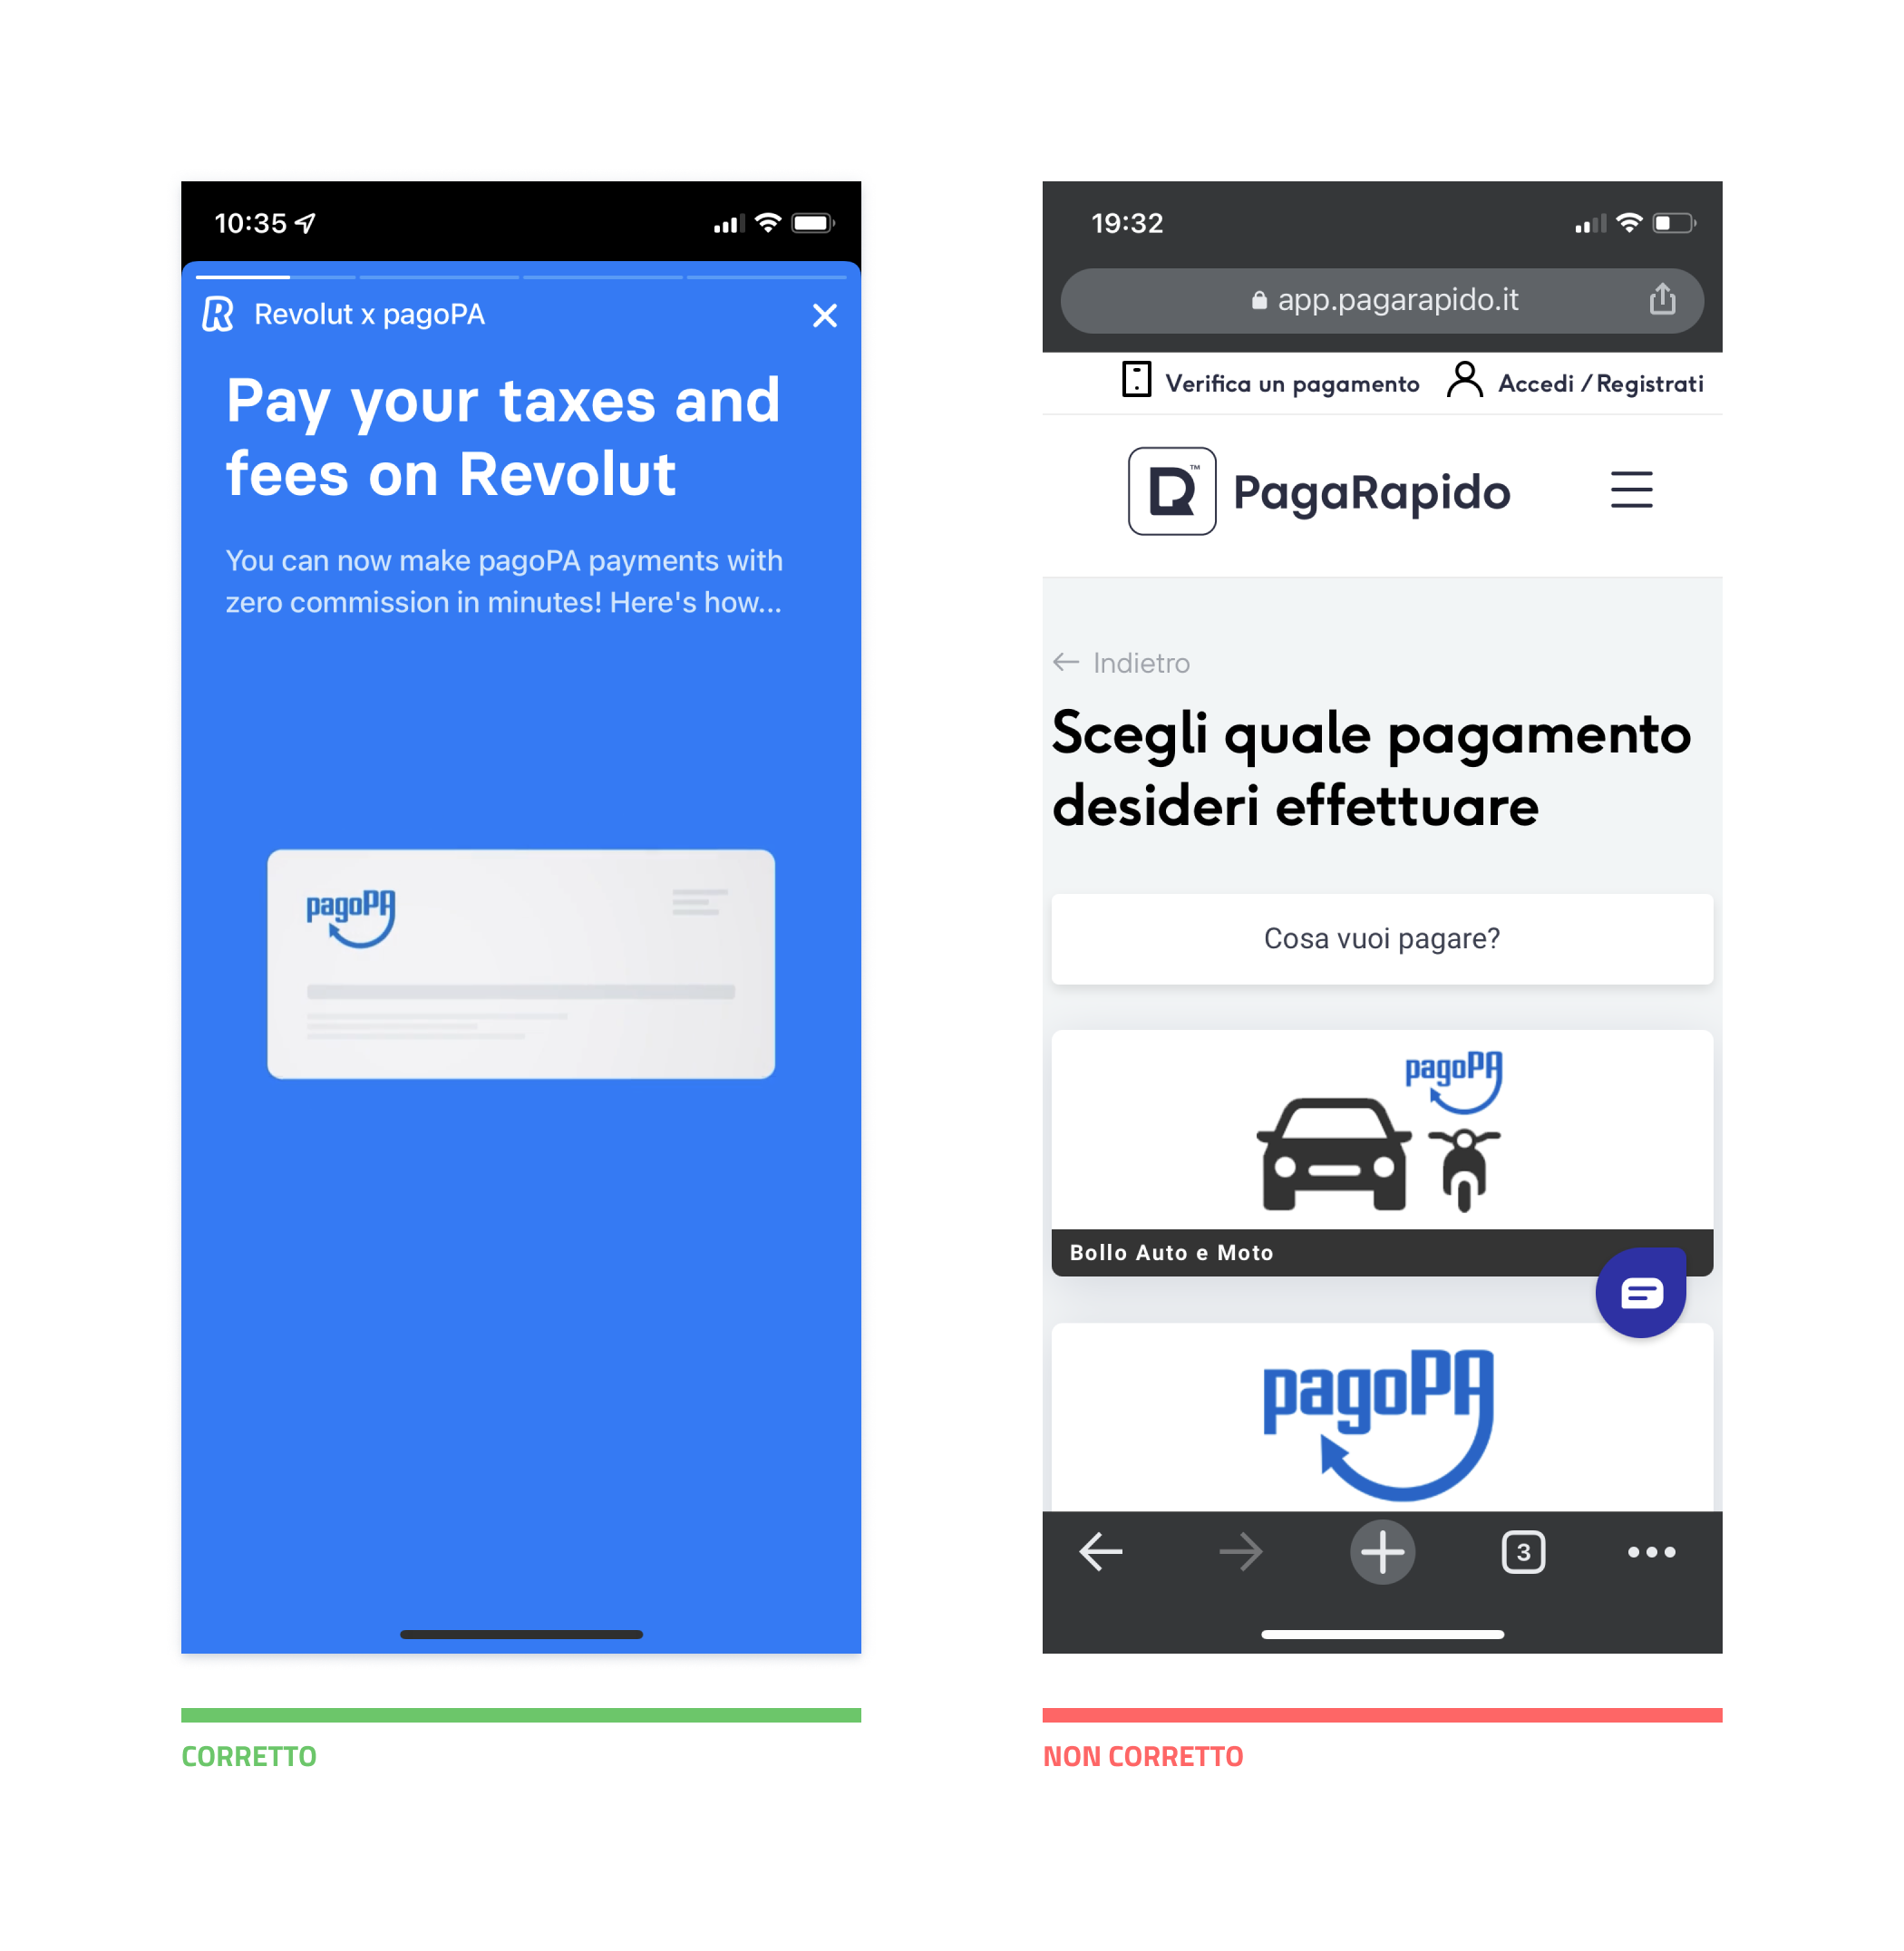 10:35
Revolut x pagoPA
Pay your taxes and
fees on Revolut
You can now make pagoPA payments with
zero commission in minutes! Here's how...
pagoPA
CORRETTO
19:32
app.pagarapido.it
Verifica un pagamento
Accedi / Registrati
PagaRapido
TM
Indietro
Scegli quale pagamento
desideri effettuare
Cosa vuoi pagare?
pagoPA
Bollo Auto e Moto
pagoPA
3
NON CORRETTO